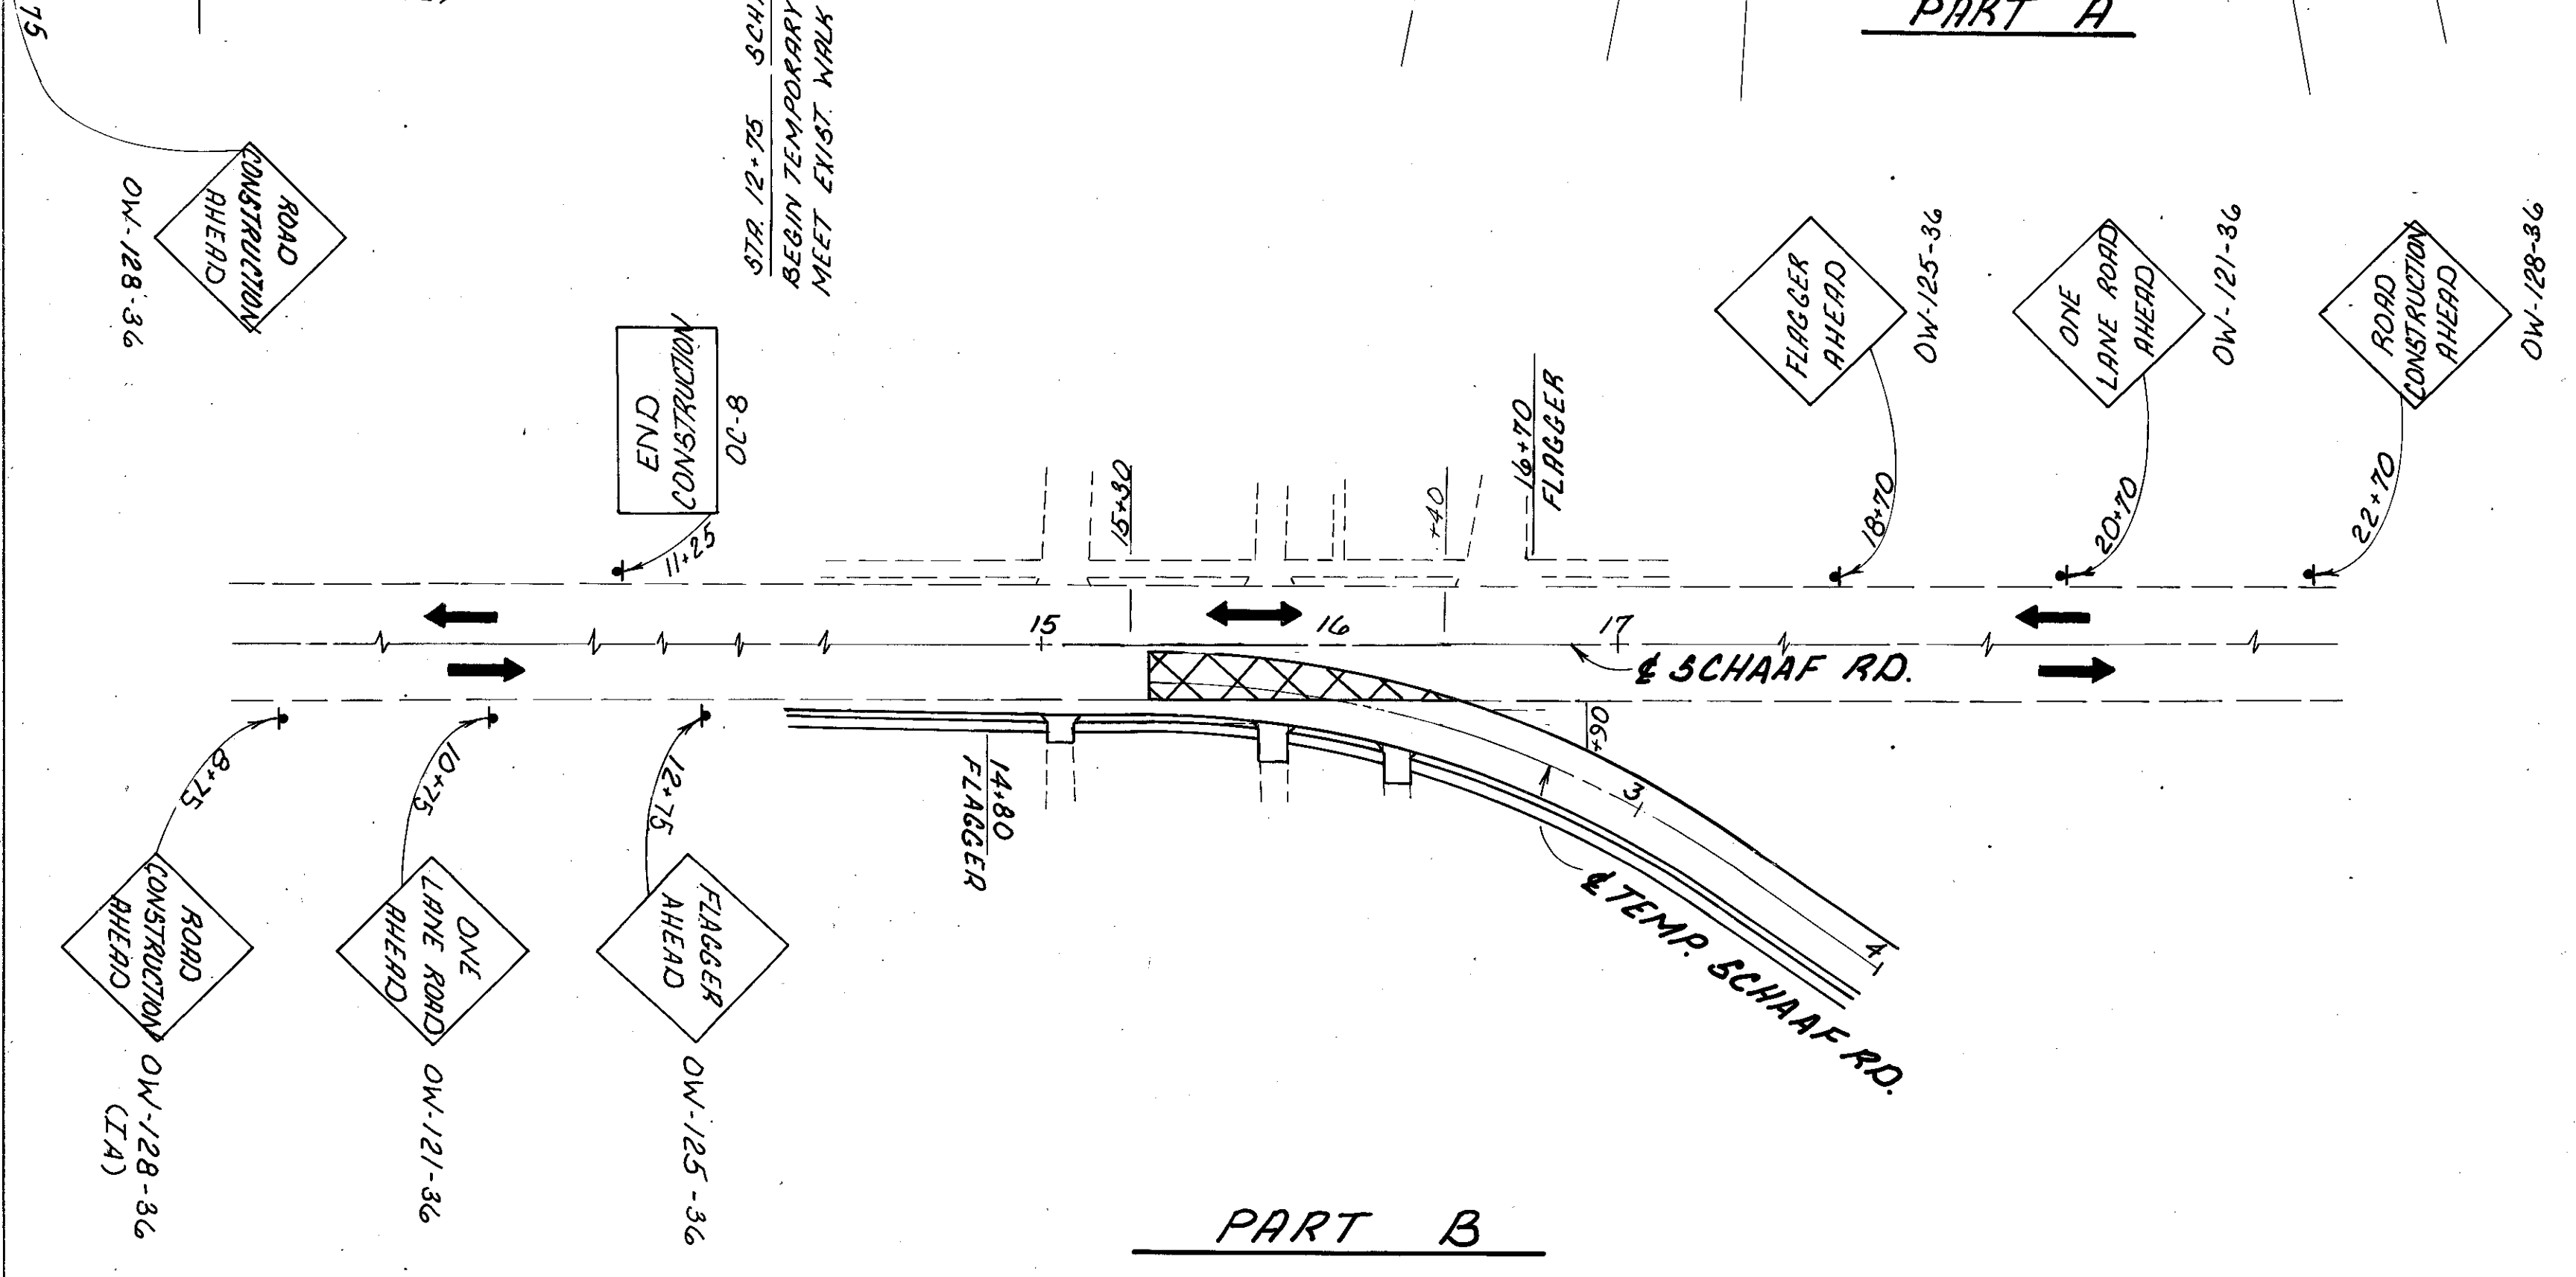 PART A
75
STA. 12+75
BEGIN TEMPORARY
MEET EXIST. WALK
ROAD
CONSTRUCTION
AHEAD
OW-128-36
END
CONSTRUCTION
OC-8
11+25
15+30
+40
16+70
FLAGGER
FLAGGER
AHEAD
OW-125-36
18+70
ONE
LANE ROAD
AHEAD
OW-121-36
20+70
ROAD
CONSTRUCTION
AHEAD
OW-128-36
22+70
15
16
17
℄ SCHAAF RD.
+90
3
4
℄ TEMP. SCHAAF RD.
8+75
ROAD
CONSTRUCTION
AHEAD
OW-128-36
(IA)
10+75
ONE
LANE ROAD
AHEAD
OW-121-36
12+75
FLAGGER
AHEAD
OW-125-36
14+80
FLAGGER
PART B